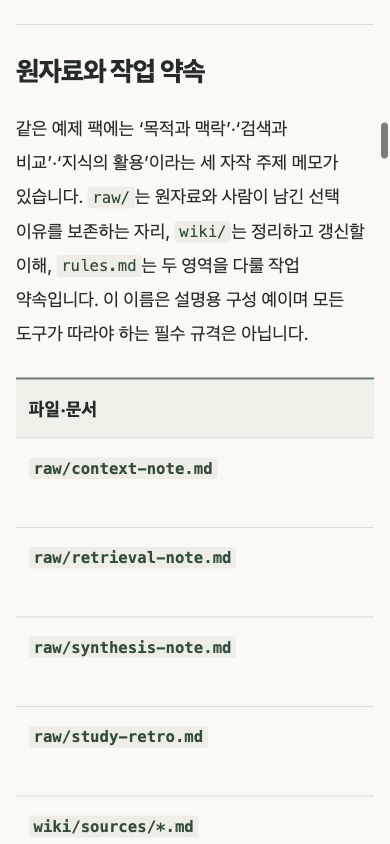 원자료와 작업 약속
같은 예제 팩에는 ‘목적과 맥락’·‘검색과
비교’·‘지식의 활용’이라는 세 자작 주제 메모가
있습니다. raw/ 는 원자료와 사람이 남긴 선택
이유를 보존하는 자리, wiki/ 는 정리하고 갱신할
이해, rules.md 는 두 영역을 다룰 작업
약속입니다. 이 이름은 설명용 구성 예이며 모든
도구가 따라야 하는 필수 규격은 아닙니다.
파일·문서
raw/context-note.md
raw/retrieval-note.md
raw/synthesis-note.md
raw/study-retro.md
wiki/sources/*.md